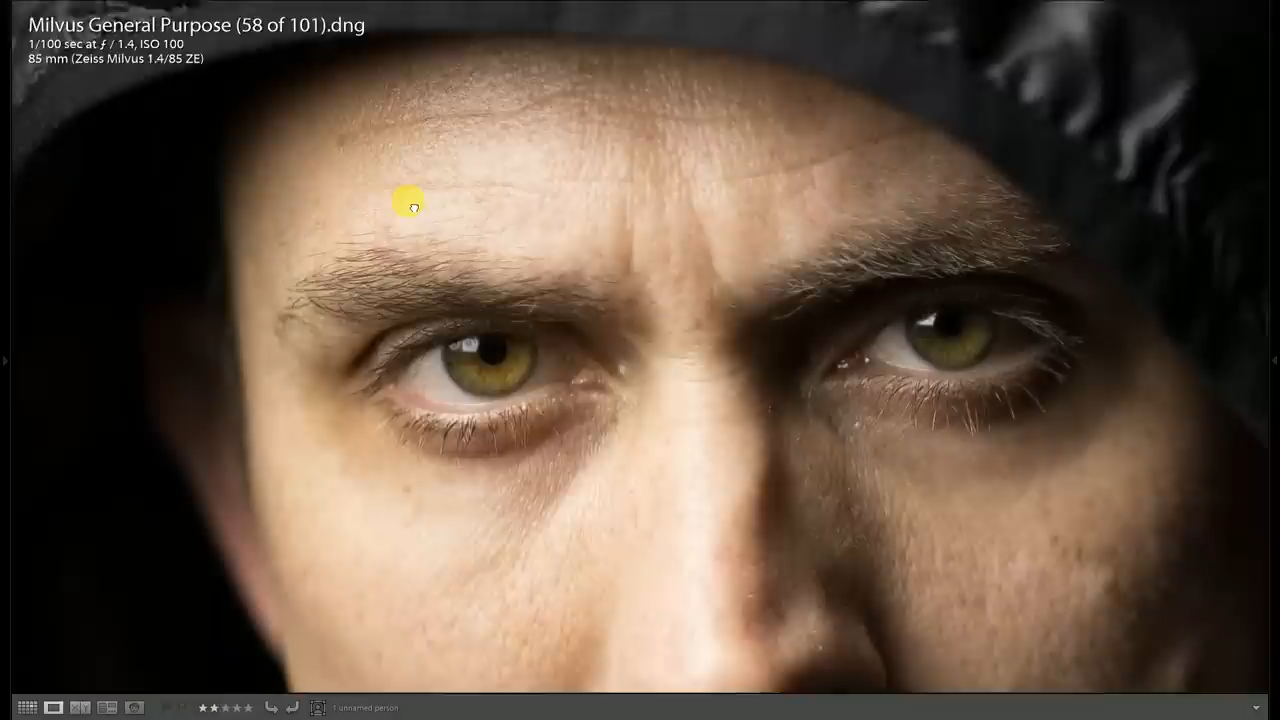 Milvus General Purpose (58 of 101).dng
1/100 sec at ƒ / 1.4, ISO 100
85 mm (Zeiss Milvus 1.4/85 ZE)
1 unnamed person